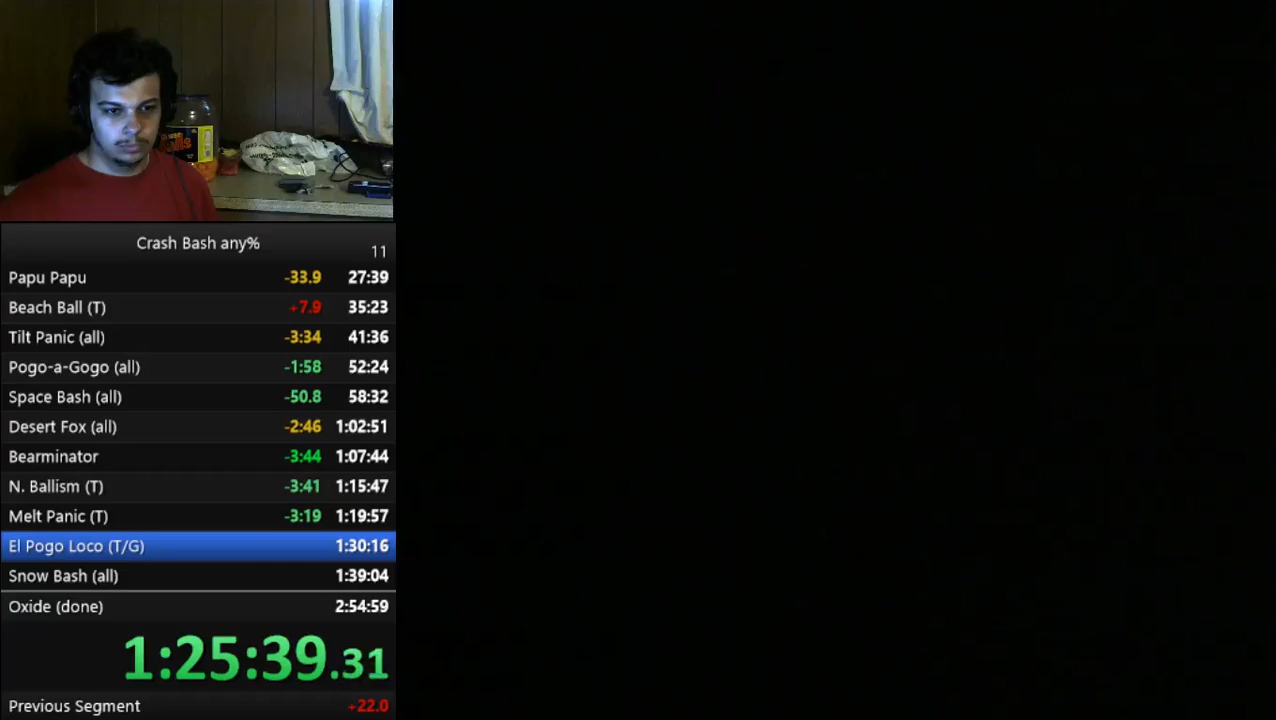 Crash Bash any%
11
Papu Papu -33.9 27:39
Beach Ball (T) +7.9 35:23
Tilt Panic (all) -3:34 41:36
Pogo-a-Gogo (all) -1:58 52:24
Space Bash (all) -50.8 58:32
Desert Fox (all) -2:46 1:02:51
Bearminator -3:44 1:07:44
N. Ballism (T) -3:41 1:15:47
Melt Panic (T) -3:19 1:19:57
El Pogo Loco (T/G) 1:30:16
Snow Bash (all) 1:39:04
Oxide (done) 2:54:59
1:25:39.31
Previous Segment +22.0